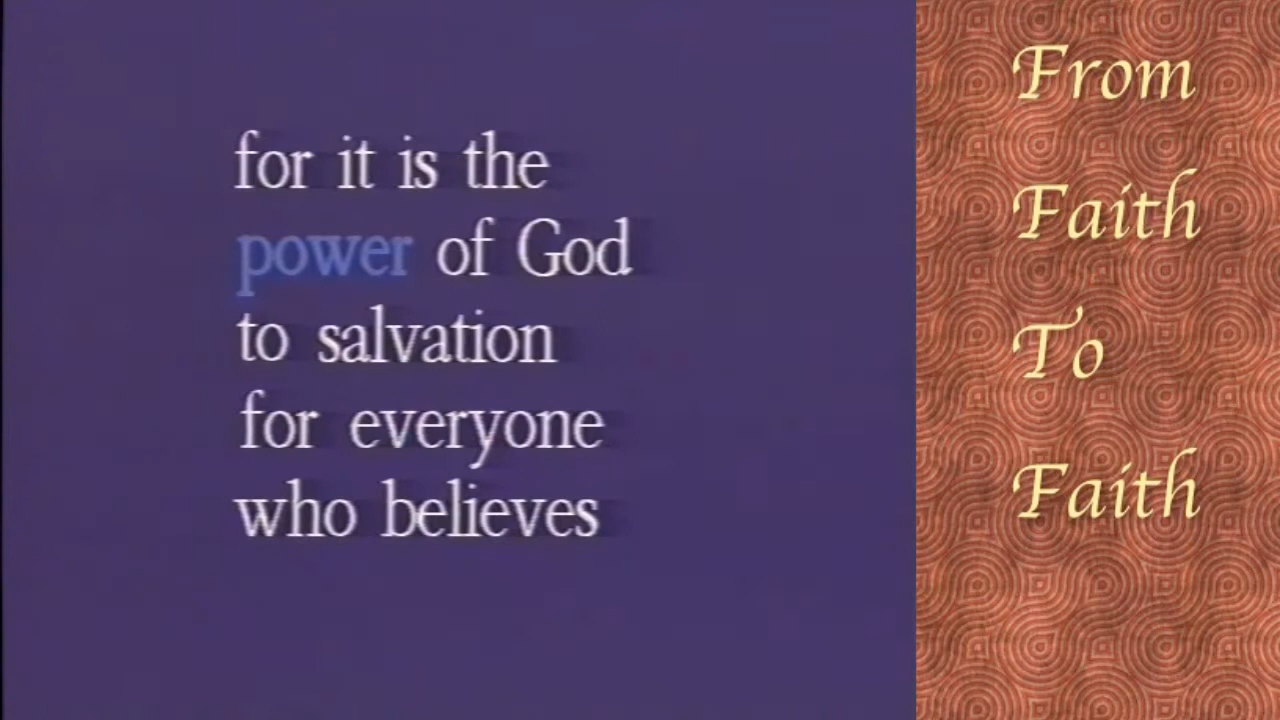 for it is the
power of God
to salvation
for everyone
who believes
From
Faith
To
Faith